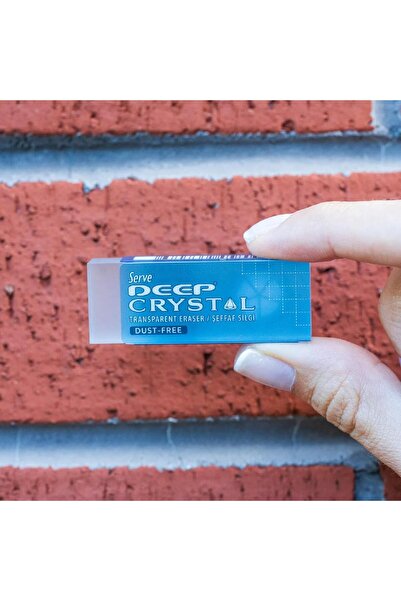 Serve
DEEP
CRYSTAL
TRANSPARENT ERASER / ŞEFFAF SİLGİ
DUST-FREE